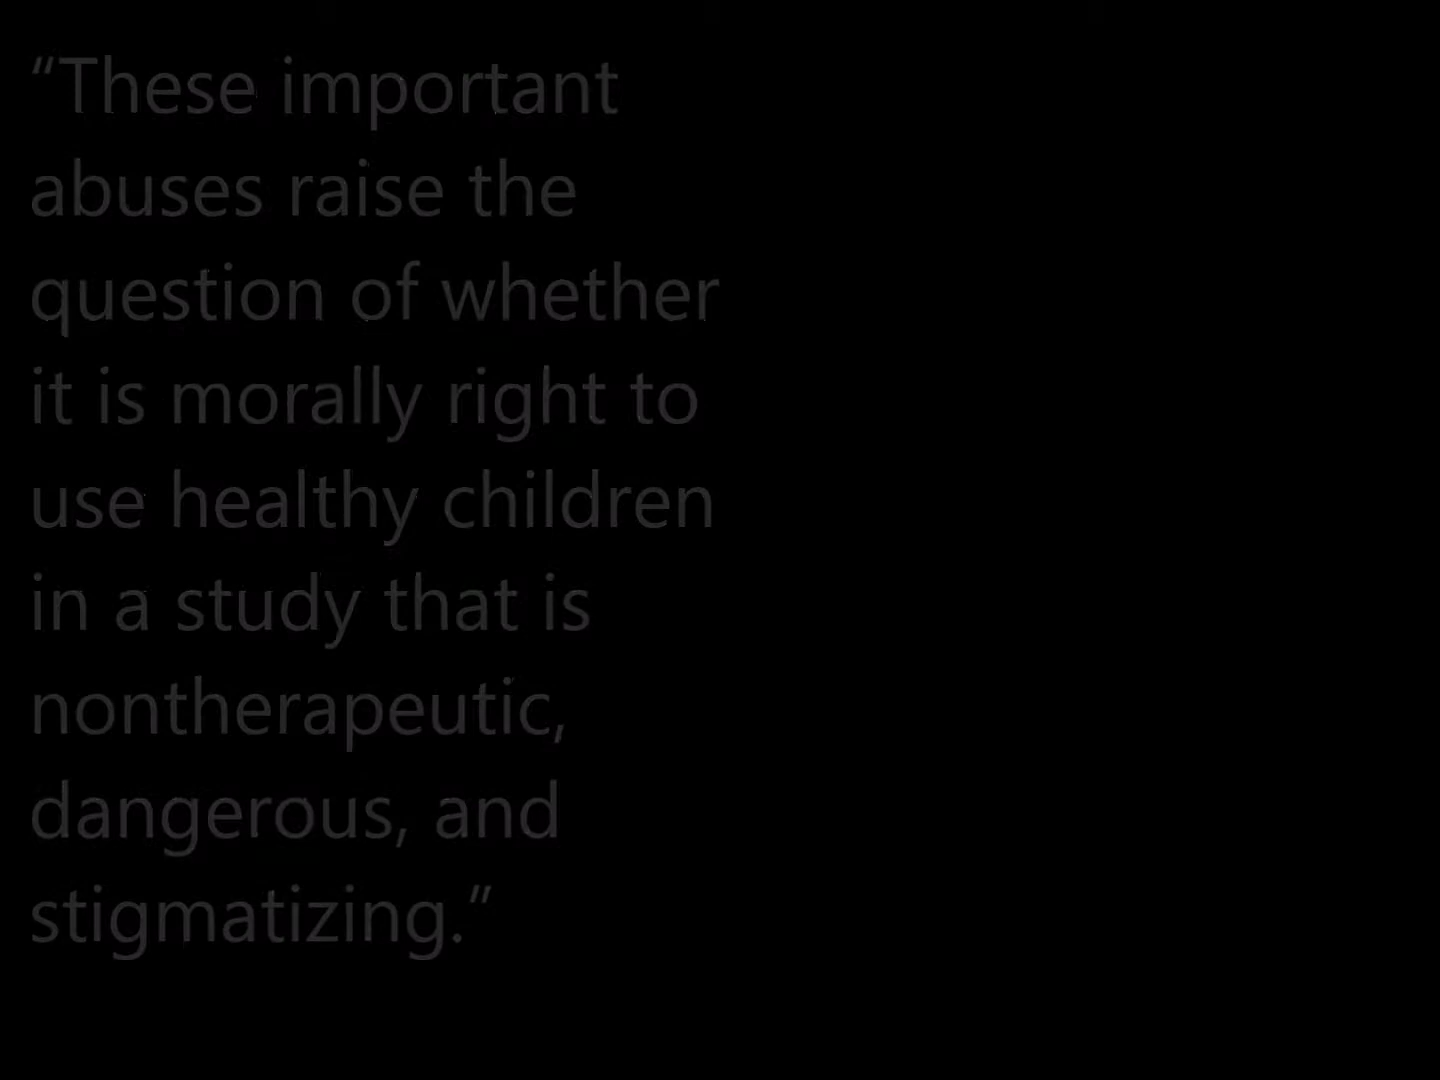 “These important
abuses raise the
question of whether
it is morally right to
use healthy children
in a study that is
nontherapeutic,
dangerous, and
stigmatizing.”